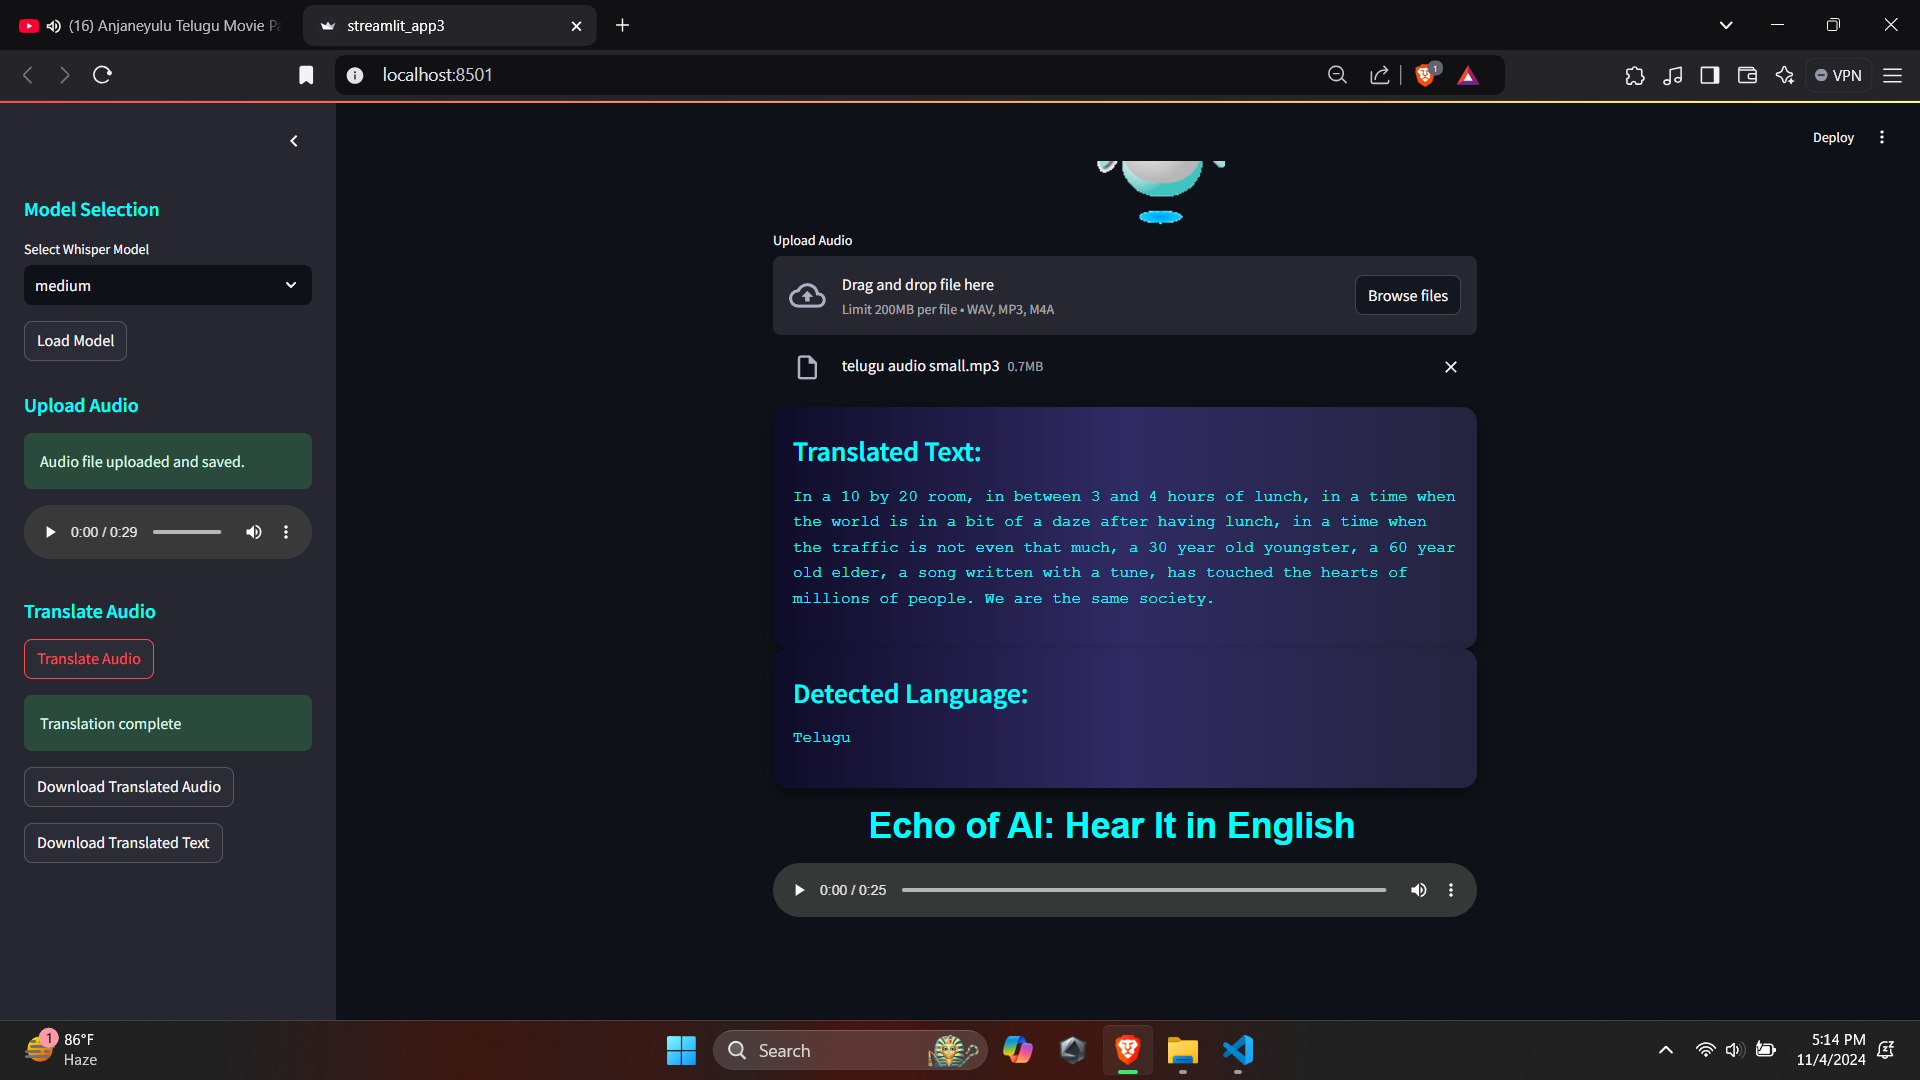 (16) Anjaneyulu Telugu Movie Pa
streamlit_app3
localhost:8501
1
VPN
Deploy
Model Selection
Select Whisper Model
medium
Load Model
Upload Audio
Audio file uploaded and saved.
0:00 / 0:29
Translate Audio
Translate Audio
Translation complete
Download Translated Audio
Download Translated Text
Upload Audio
Drag and drop file here
Limit 200MB per file • WAV, MP3, M4A
Browse files
telugu audio small.mp3 0.7MB
Translated Text:
In a 10 by 20 room, in between 3 and 4 hours of lunch, in a time when
the world is in a bit of a daze after having lunch, in a time when
the traffic is not even that much, a 30 year old youngster, a 60 year
old elder, a song written with a tune, has touched the hearts of
millions of people. We are the same society.
Detected Language:
Telugu
Echo of AI: Hear It in English
0:00 / 0:25
1
86°F
Haze
Search
5:14 PM
11/4/2024